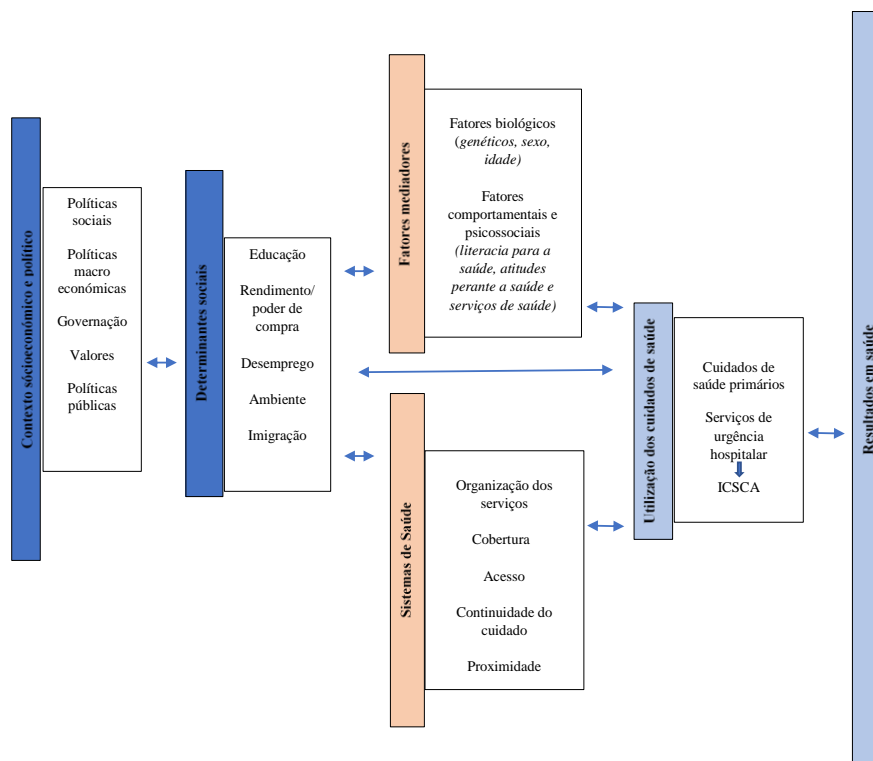 Contexto sócioeconómico e político
Políticas
sociais
Políticas
macro
económicas
Governação
Valores
Políticas
públicas
Determinantes sociais
Educação
Rendimento/
poder de
compra
Desemprego
Ambiente
Imigração
Fatores mediadores
Fatores biológicos
(genéticos, sexo,
idade)
Fatores
comportamentais e
psicossociais
(literacia para a
saúde, atitudes
perante a saúde e
serviços de saúde)
Sistemas de Saúde
Organização dos
serviços
Cobertura
Acesso
Continuidade do
cuidado
Proximidade
Utilização dos cuidados de saúde
Cuidados de
saúde primários
Serviços de
urgência
hospitalar
ICSCA
Resultados em saúde